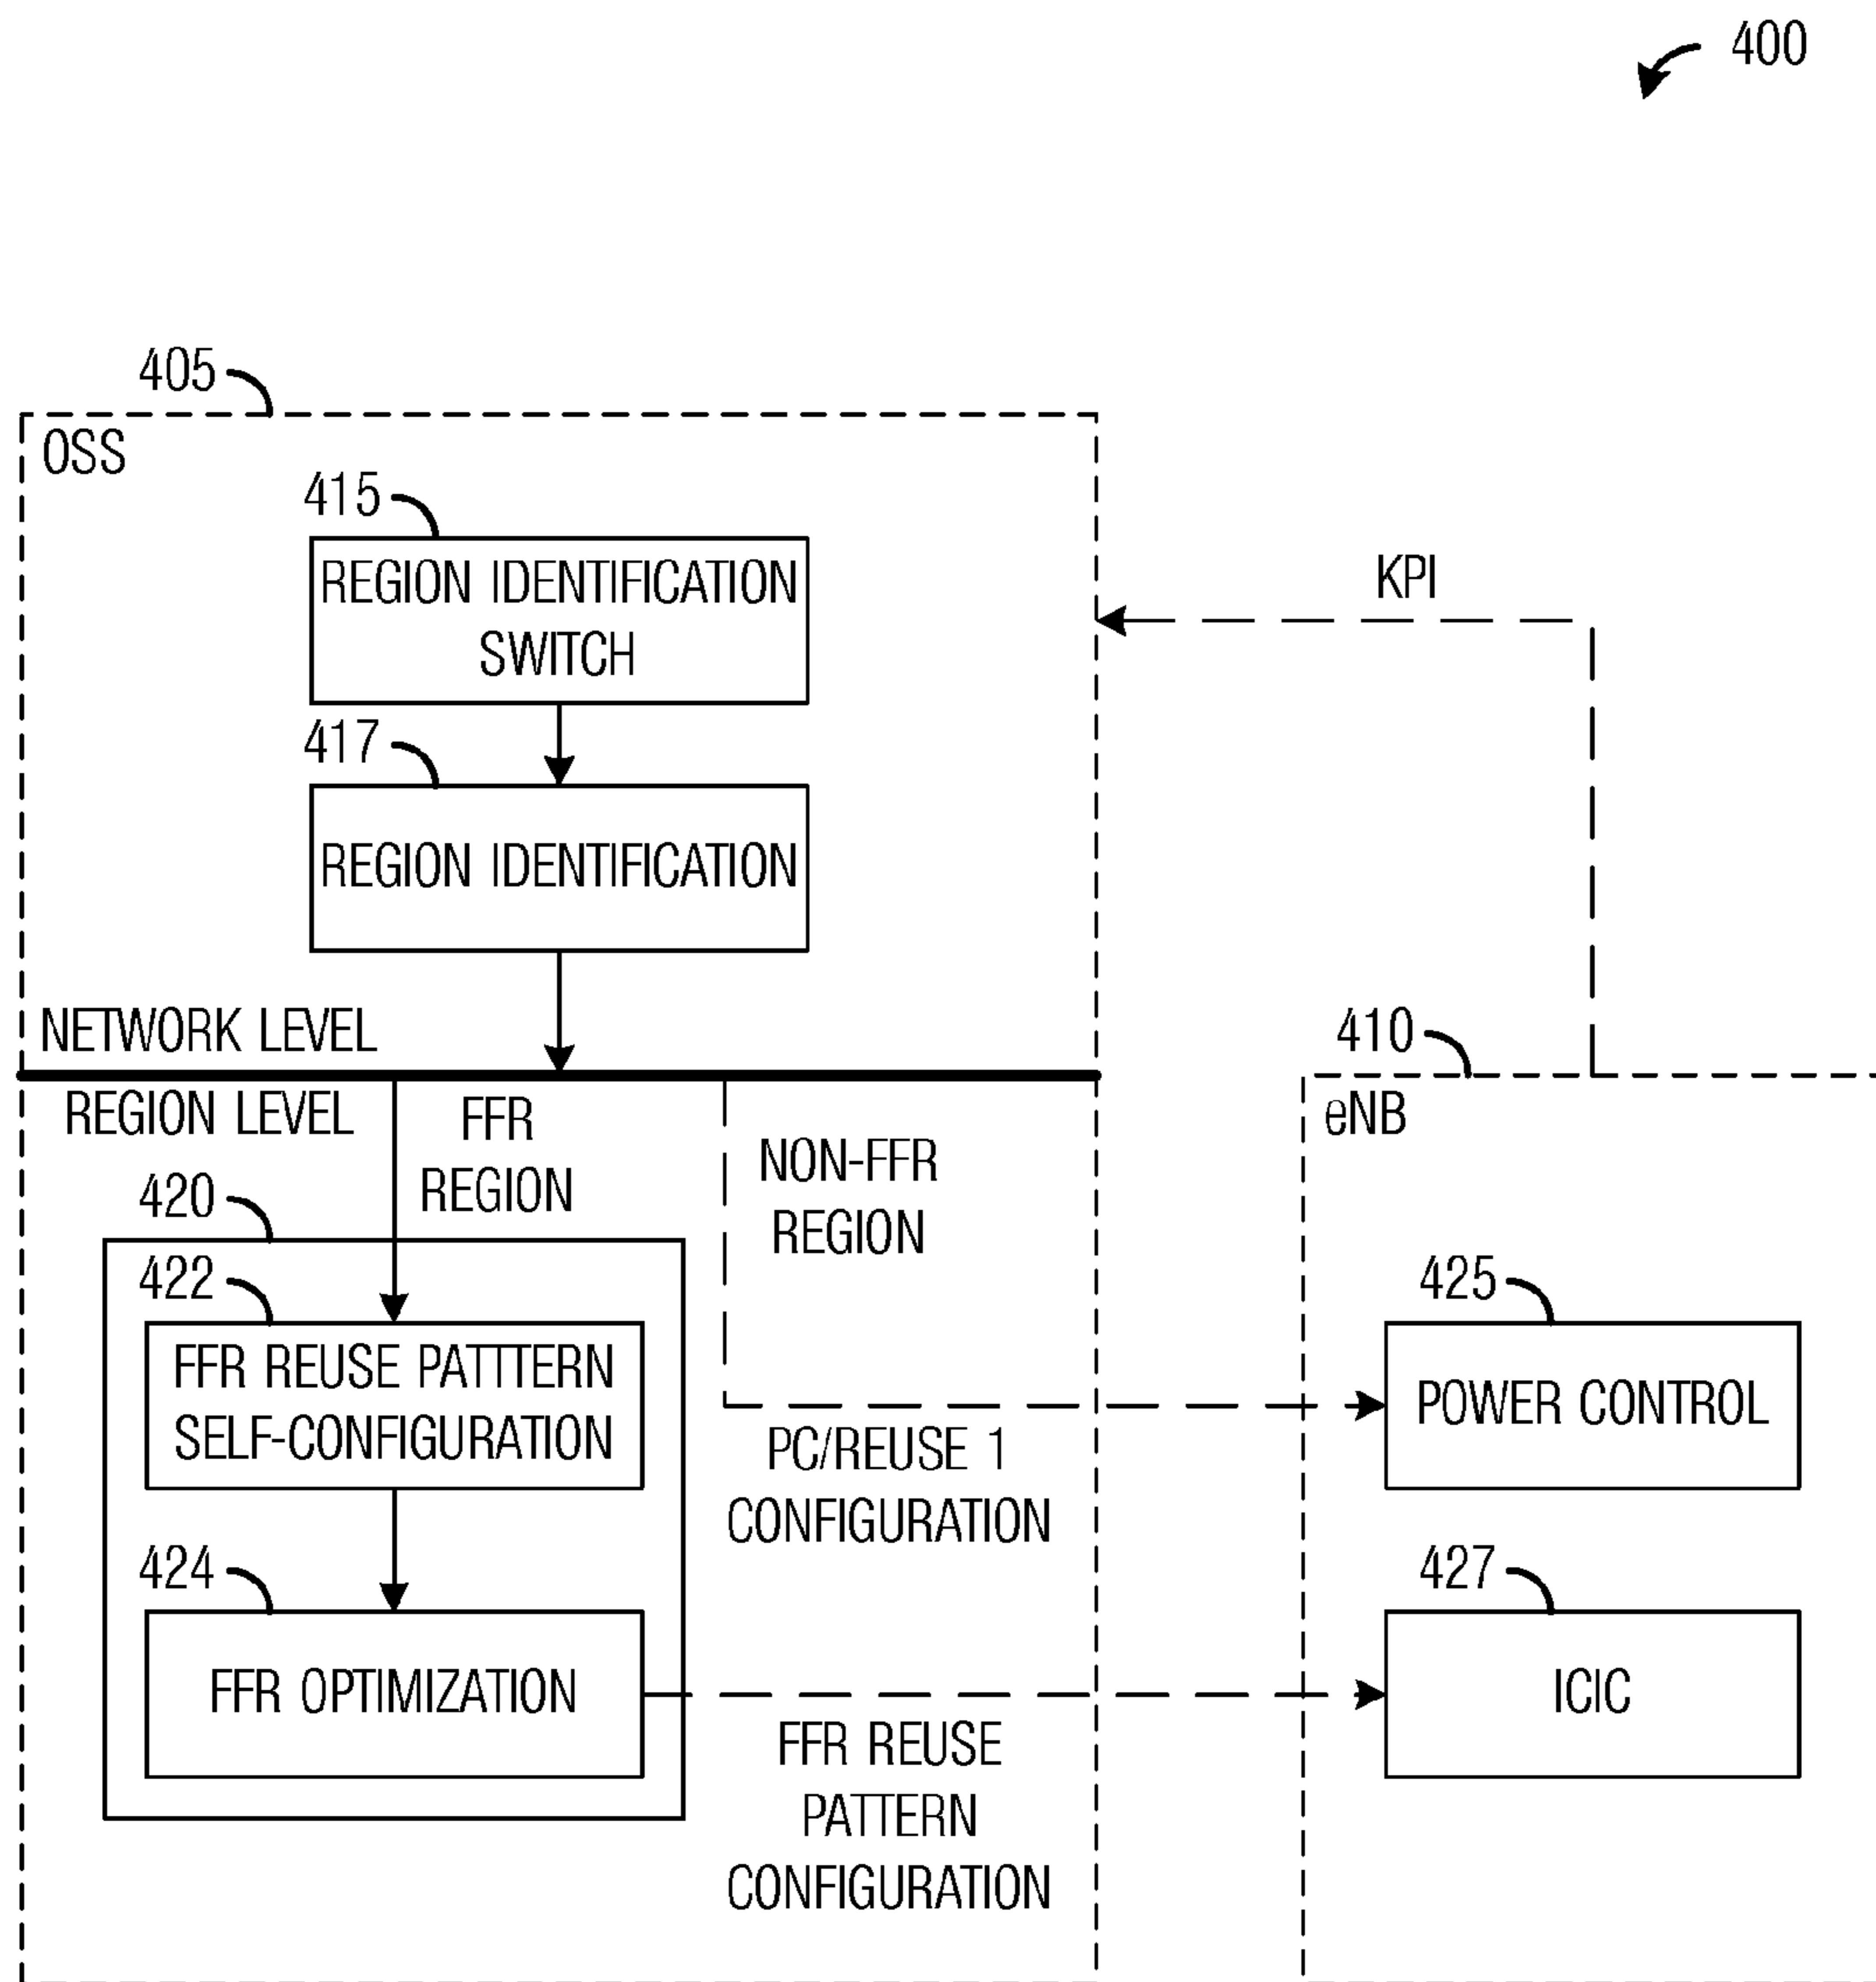 400
405
OSS
415
REGION IDENTIFICATION
SWITCH
KPI
417
REGION IDENTIFICATION
NETWORK LEVEL
410
REGION LEVEL
FFR
REGION
eNB
NON-FFR
REGION
420
422
425
FFR REUSE PATTTERN
SELF-CONFIGURATION
POWER CONTROL
PC/REUSE 1
CONFIGURATION
424
427
FFR OPTIMIZATION
ICIC
FFR REUSE
PATTERN
CONFIGURATION